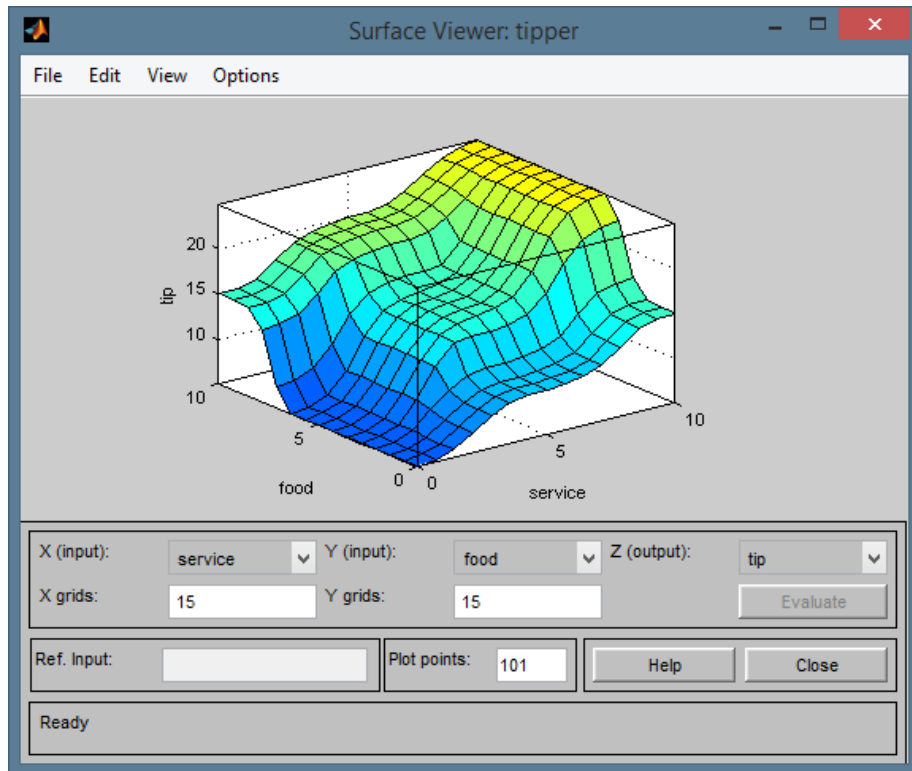 Surface Viewer: tipper
File Edit View Options
20
15
10
tip
10
5
0
food
0
5
10
service
X (input): service Y (input): food Z (output): tip
X grids: 15 Y grids: 15 Evaluate
Ref. Input: Plot points: 101 Help Close
Ready